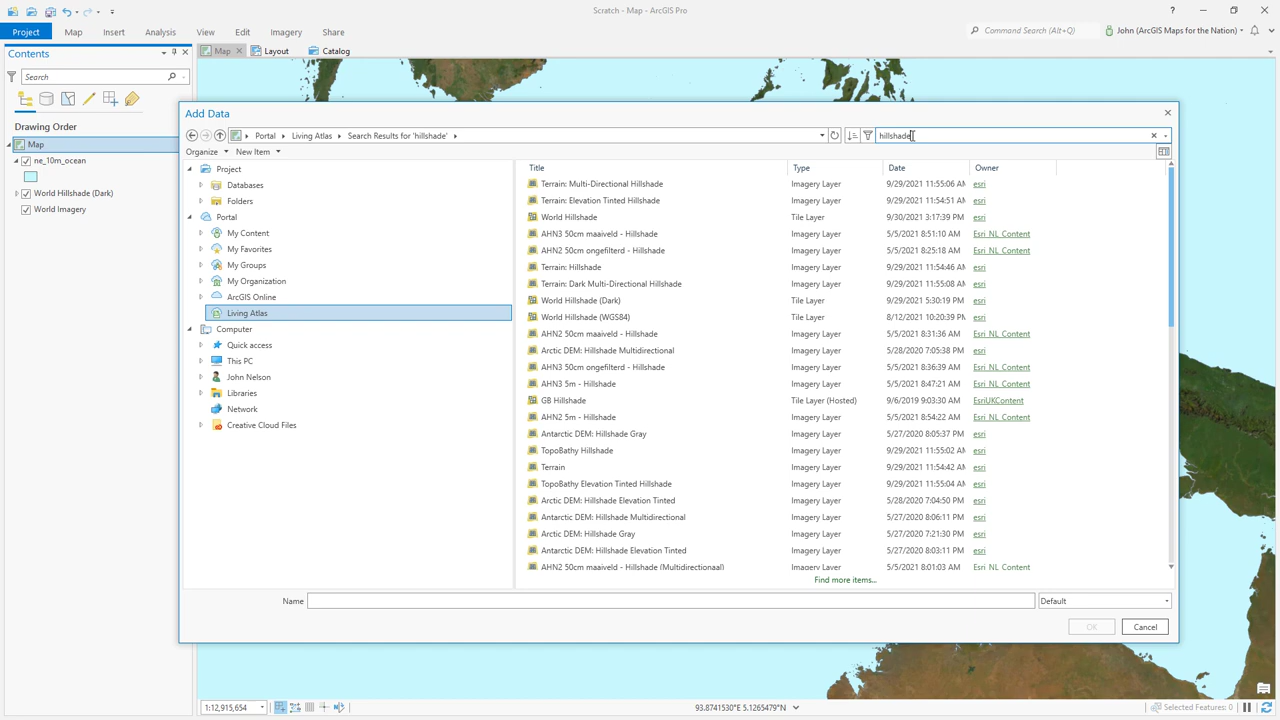 Scratch - Map - ArcGIS Pro
?
Project Map Insert Analysis View Edit Imagery Share
Command Search (Alt+Q)
John (ArcGIS Maps for the Nation)
Contents
Map Layout Catalog
Search
Drawing Order
Map
ne_10m_ocean
World Hillshade (Dark)
World Imagery
Add Data
Portal Living Atlas Search Results for 'hillshade'
hillshade
Organize New Item
Project
Databases
Folders
Portal
My Content
My Favorites
My Groups
My Organization
ArcGIS Online
Living Atlas
Computer
Quick access
This PC
John Nelson
Libraries
Network
Creative Cloud Files
Title Type Date Owner
Terrain: Multi-Directional Hillshade Imagery Layer 9/29/2021 11:55:06 AM esri
Terrain: Elevation Tinted Hillshade Imagery Layer 9/29/2021 11:54:51 AM esri
World Hillshade Tile Layer 9/30/2021 3:17:39 PM esri
AHN3 50cm maaiveld - Hillshade Imagery Layer 5/5/2021 8:51:10 AM Esri_NL_Content
AHN2 50cm ongefilterd - Hillshade Imagery Layer 5/5/2021 8:25:18 AM Esri_NL_Content
Terrain: Hillshade Imagery Layer 9/29/2021 11:54:46 AM esri
Terrain: Dark Multi-Directional Hillshade Imagery Layer 9/29/2021 11:55:08 AM esri
World Hillshade (Dark) Tile Layer 9/29/2021 5:30:19 PM esri
World Hillshade (WGS84) Tile Layer 8/12/2021 10:20:39 PM esri
AHN2 50cm maaiveld - Hillshade Imagery Layer 5/5/2021 8:31:36 AM Esri_NL_Content
Arctic DEM: Hillshade Multidirectional Imagery Layer 5/28/2020 7:05:38 PM esri
AHN3 50cm ongefilterd - Hillshade Imagery Layer 5/5/2021 8:36:39 AM Esri_NL_Content
AHN3 5m - Hillshade Imagery Layer 5/5/2021 8:47:21 AM Esri_NL_Content
GB Hillshade Tile Layer (Hosted) 9/6/2019 9:03:30 AM EsriUKContent
AHN2 5m - Hillshade Imagery Layer 5/5/2021 8:54:22 AM Esri_NL_Content
Antarctic DEM: Hillshade Gray Imagery Layer 5/27/2020 8:05:37 PM esri
TopoBathy Hillshade Imagery Layer 9/29/2021 11:55:02 AM esri
Terrain Imagery Layer 9/29/2021 11:54:42 AM esri
TopoBathy Elevation Tinted Hillshade Imagery Layer 9/29/2021 11:55:04 AM esri
Arctic DEM: Hillshade Elevation Tinted Imagery Layer 5/28/2020 7:04:50 PM esri
Antarctic DEM: Hillshade Multidirectional Imagery Layer 5/27/2020 8:06:11 PM esri
Arctic DEM: Hillshade Gray Imagery Layer 5/27/2020 7:21:30 PM esri
Antarctic DEM: Hillshade Elevation Tinted Imagery Layer 5/27/2020 8:03:11 PM esri
AHN2 50cm maaiveld - Hillshade (Multidirectionaal) Imagery Layer 5/5/2021 8:01:03 AM Esri_NL_Content
Find more items...
Name Default
OK Cancel
1:12,915,654 93.8741530°E 5.1265479°N Selected Features: 0